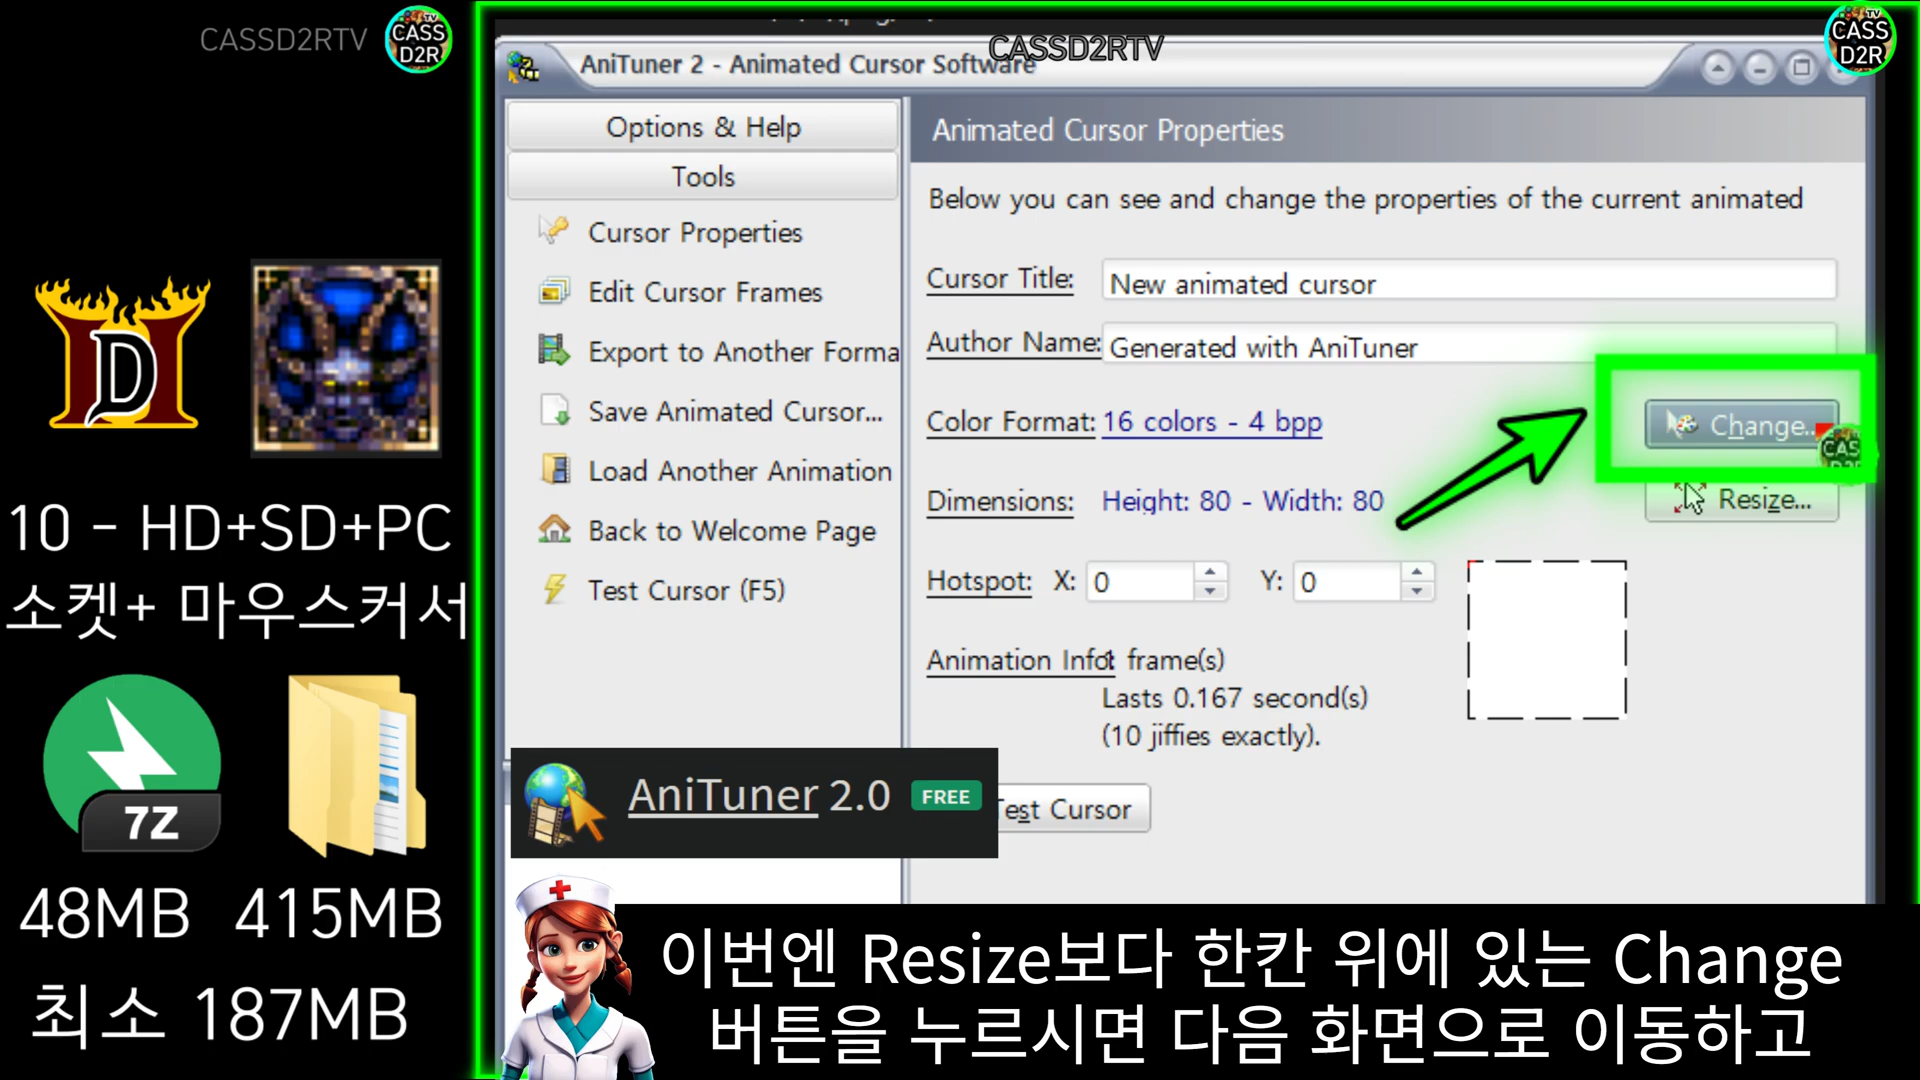 CASSD2RTV
TV
CASS
D2R
10 - HD+SD+PC
소켓+ 마우스커서
7Z
48MB 415MB
최소 187MB
CASSD2RTV
TV
CASS
D2R
AniTuner 2 - Animated Cursor Software
Options & Help
Tools
Cursor Properties
Edit Cursor Frames
Export to Another Forma
Save Animated Cursor...
Load Another Animation
Back to Welcome Page
Test Cursor (F5)
Animated Cursor Properties
Below you can see and change the properties of the current animated
Cursor Title: New animated cursor
Author Name: Generated with AniTuner
Color Format: 16 colors - 4 bpp
Change...
CAS
Dimensions: Height: 80 - Width: 80
Resize...
Hotspot: X: 0 Y: 0
Animation Info: frame(s)
Lasts 0.167 second(s)
(10 jiffies exactly).
Test Cursor
AniTuner 2.0 FREE
이번엔 Resize보다 한칸 위에 있는 Change
버튼을 누르시면 다음 화면으로 이동하고